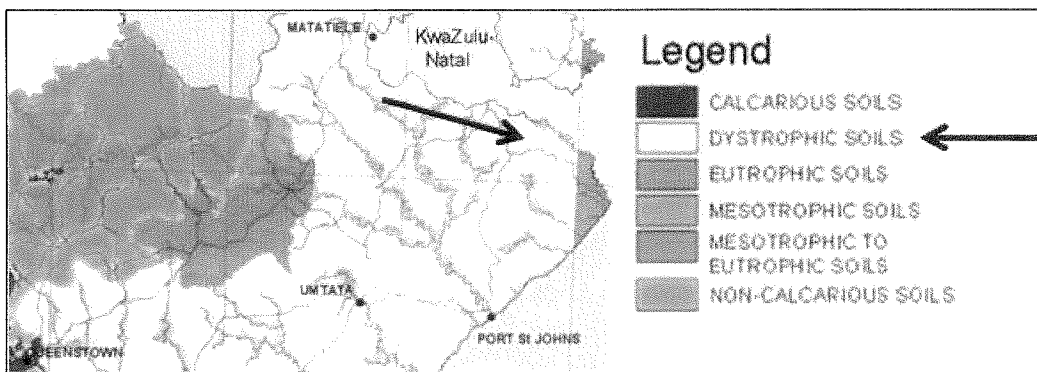 MATATIELE
KwaZulu-
Natal
UMTATA
PORT St JOHNS
QUEENSTOWN
Legend
CALCARIOUS SOILS
DYSTROPHIC SOILS
EUTROPHIC SOILS
MESOTROPHIC SOILS
MESOTROPHIC TO
EUTROPHIC SOILS
NON-CALCARIOUS SOILS